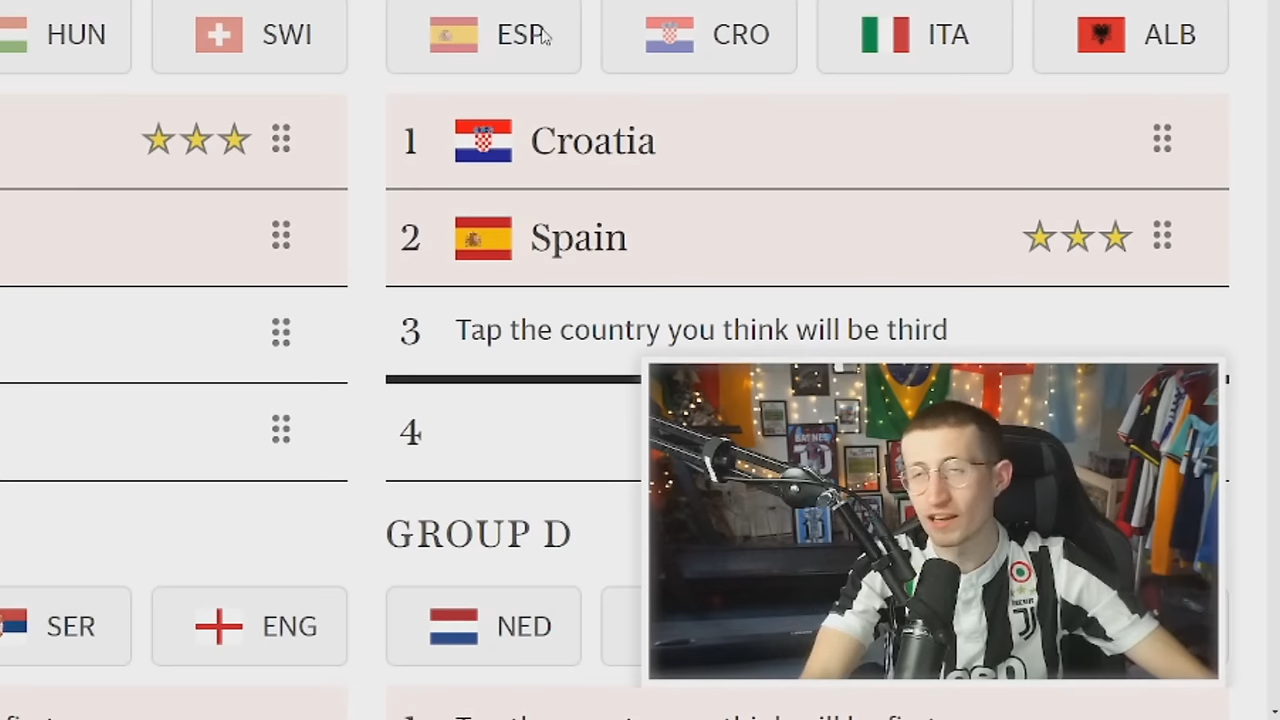 HUN SWI ESP CRO ITA ALB
1 Croatia
2 Spain
3 Tap the country you think will be third
4
GROUP D
SER ENG NED